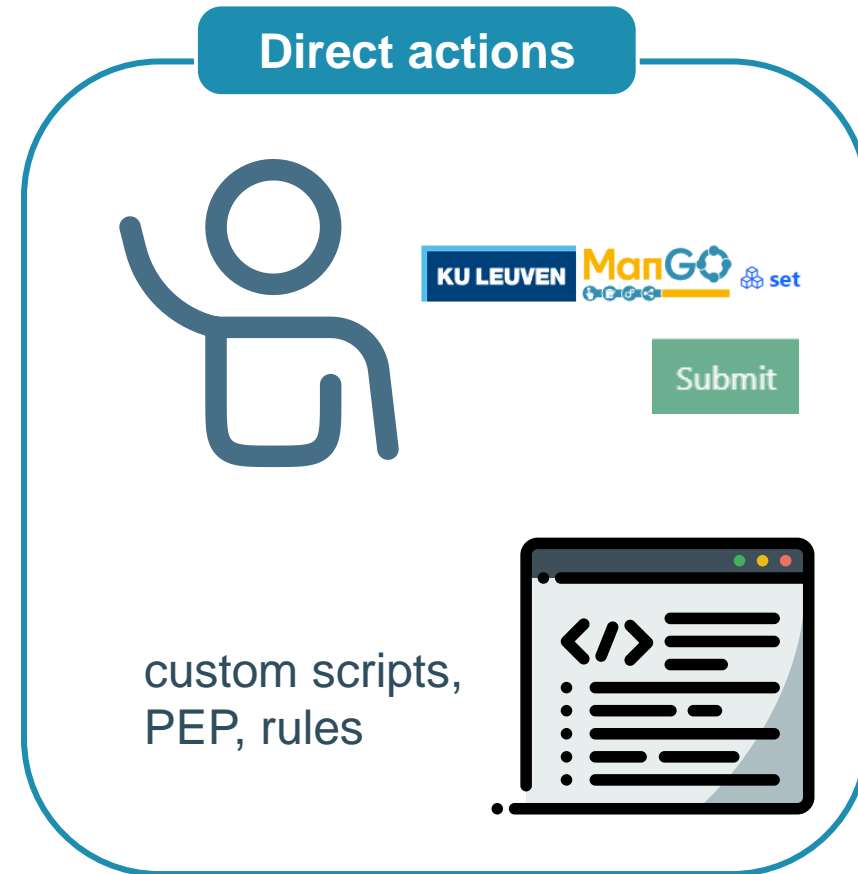 Direct actions
KU LEUVEN ManGO set
Submit
</>
custom scripts,
PEP, rules